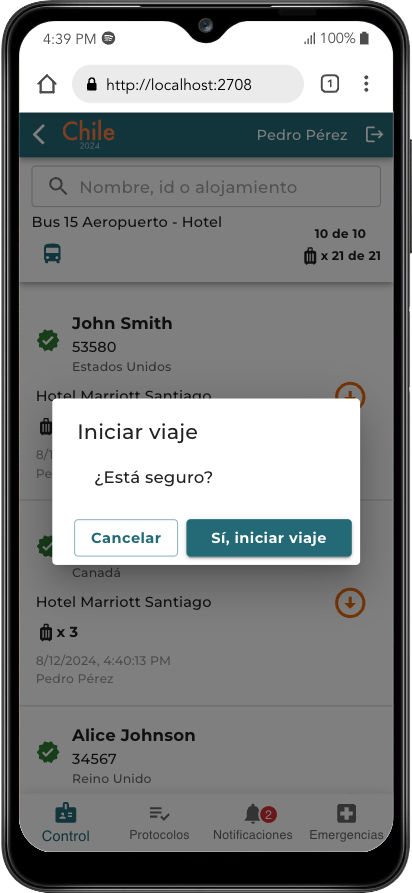 4:39 PM
100%
http://localhost:2708
1
Chile
2024
Pedro Pérez
Nombre, id o alojamiento
Bus 15 Aeropuerto - Hotel
10 de 10
x 21 de 21
John Smith
53580
Estados Unidos
Hotel Marriott Santiago
8/1
Pe
Iniciar viaje
¿Está seguro?
Cancelar
Sí, iniciar viaje
Canadá
Hotel Marriott Santiago
x 3
8/12/2024, 4:40:13 PM
Pedro Pérez
Alice Johnson
34567
Reino Unido
2
Control
Protocolos
Notificaciones
Emergencias